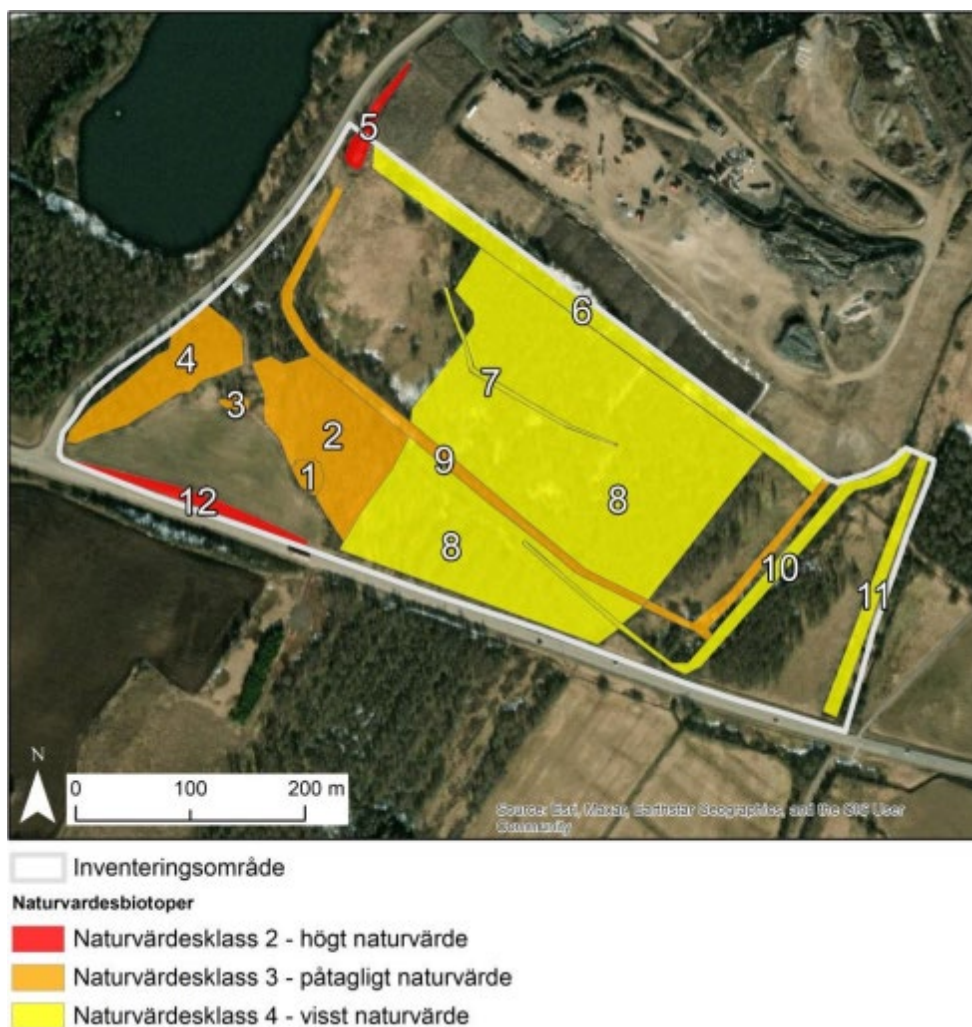 5
6
4
7
3
2
9
1
8
12
8
10
11
N
0 100 200 m
Source: Esri, Maxar, Earthstar Geographics, and the GIS User
Community
Inventeringsområde
Naturvardesbiotoper
Naturvärdesklass 2 - högt naturvärde
Naturvärdesklass 3 - påtagligt naturvärde
Naturvärdesklass 4 - visst naturvärde